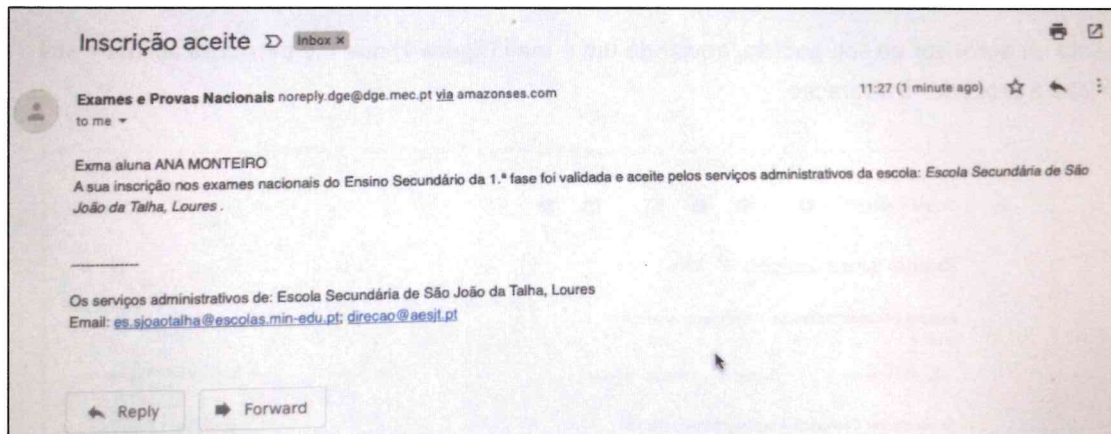 Inscrição aceite Inbox x
Exames e Provas Nacionais noreply.dge@dge.mec.pt via amazonses.com 11:27 (1 minute ago)
to me
Exma aluna ANA MONTEIRO
A sua inscrição nos exames nacionais do Ensino Secundário da 1.ª fase foi validada e aceite pelos serviços administrativos da escola: Escola Secundária de São
João da Talha, Loures .
---------------
Os serviços administrativos de: Escola Secundária de São João da Talha, Loures
Email: es.sjoaotalha@escolas.min-edu.pt; direcao@aesjt.pt
Reply Forward